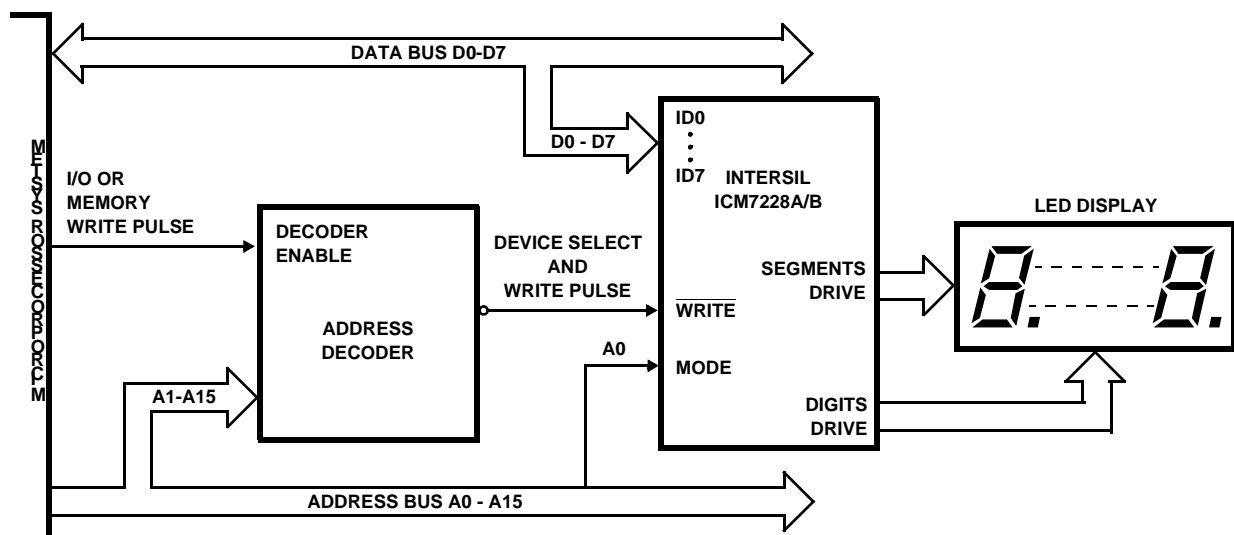 DATA BUS D0-D7
D0 - D7
ID0
ID7
INTERSIL
ICM7228A/B
SEGMENTS
DRIVE
WRITE
MODE
DIGITS
DRIVE
LED DISPLAY
8. 8.
MICROPROCESSOR SYSTEM
I/O OR
MEMORY
WRITE PULSE
DECODER
ENABLE
ADDRESS
DECODER
DEVICE SELECT
AND
WRITE PULSE
A0
A1-A15
ADDRESS BUS A0 - A15